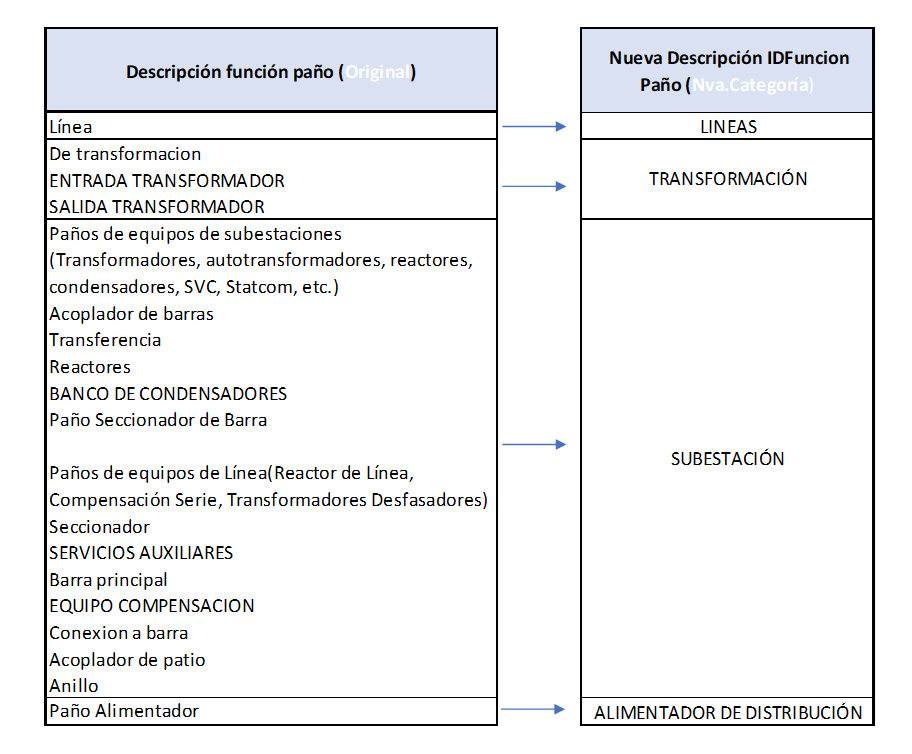 Descripción función paño (Original)
Nueva Descripción IDFuncion
Paño (Nva.Categoría)
Línea
LINEAS
De transformacion
ENTRADA TRANSFORMADOR
SALIDA TRANSFORMADOR
TRANSFORMACIÓN
Paños de equipos de subestaciones
(Transformadores, autotransformadores, reactores,
condensadores, SVC, Statcom, etc.)
Acoplador de barras
Transferencia
Reactores
BANCO DE CONDENSADORES
Paño Seccionador de Barra
Paños de equipos de Línea(Reactor de Línea,
Compensación Serie, Transformadores Desfasadores)
Seccionador
SERVICIOS AUXILIARES
Barra principal
EQUIPO COMPENSACION
Conexion a barra
Acoplador de patio
Anillo
SUBESTACIÓN
Paño Alimentador
ALIMENTADOR DE DISTRIBUCIÓN